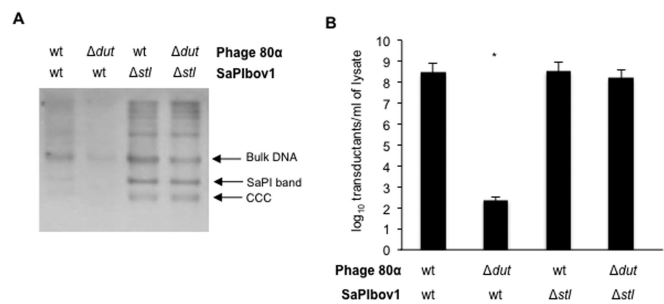 A
wt Δdut wt Δdut Phage 80α
wt wt Δstl Δstl SaPIbov1
Bulk DNA
SaPI band
CCC
B
log10 transductants/ml of lysate
10
9
8
7
6
5
4
3
2
1
0
*
Phage 80α wt Δdut wt Δdut
SaPIbov1 wt wt Δstl Δstl